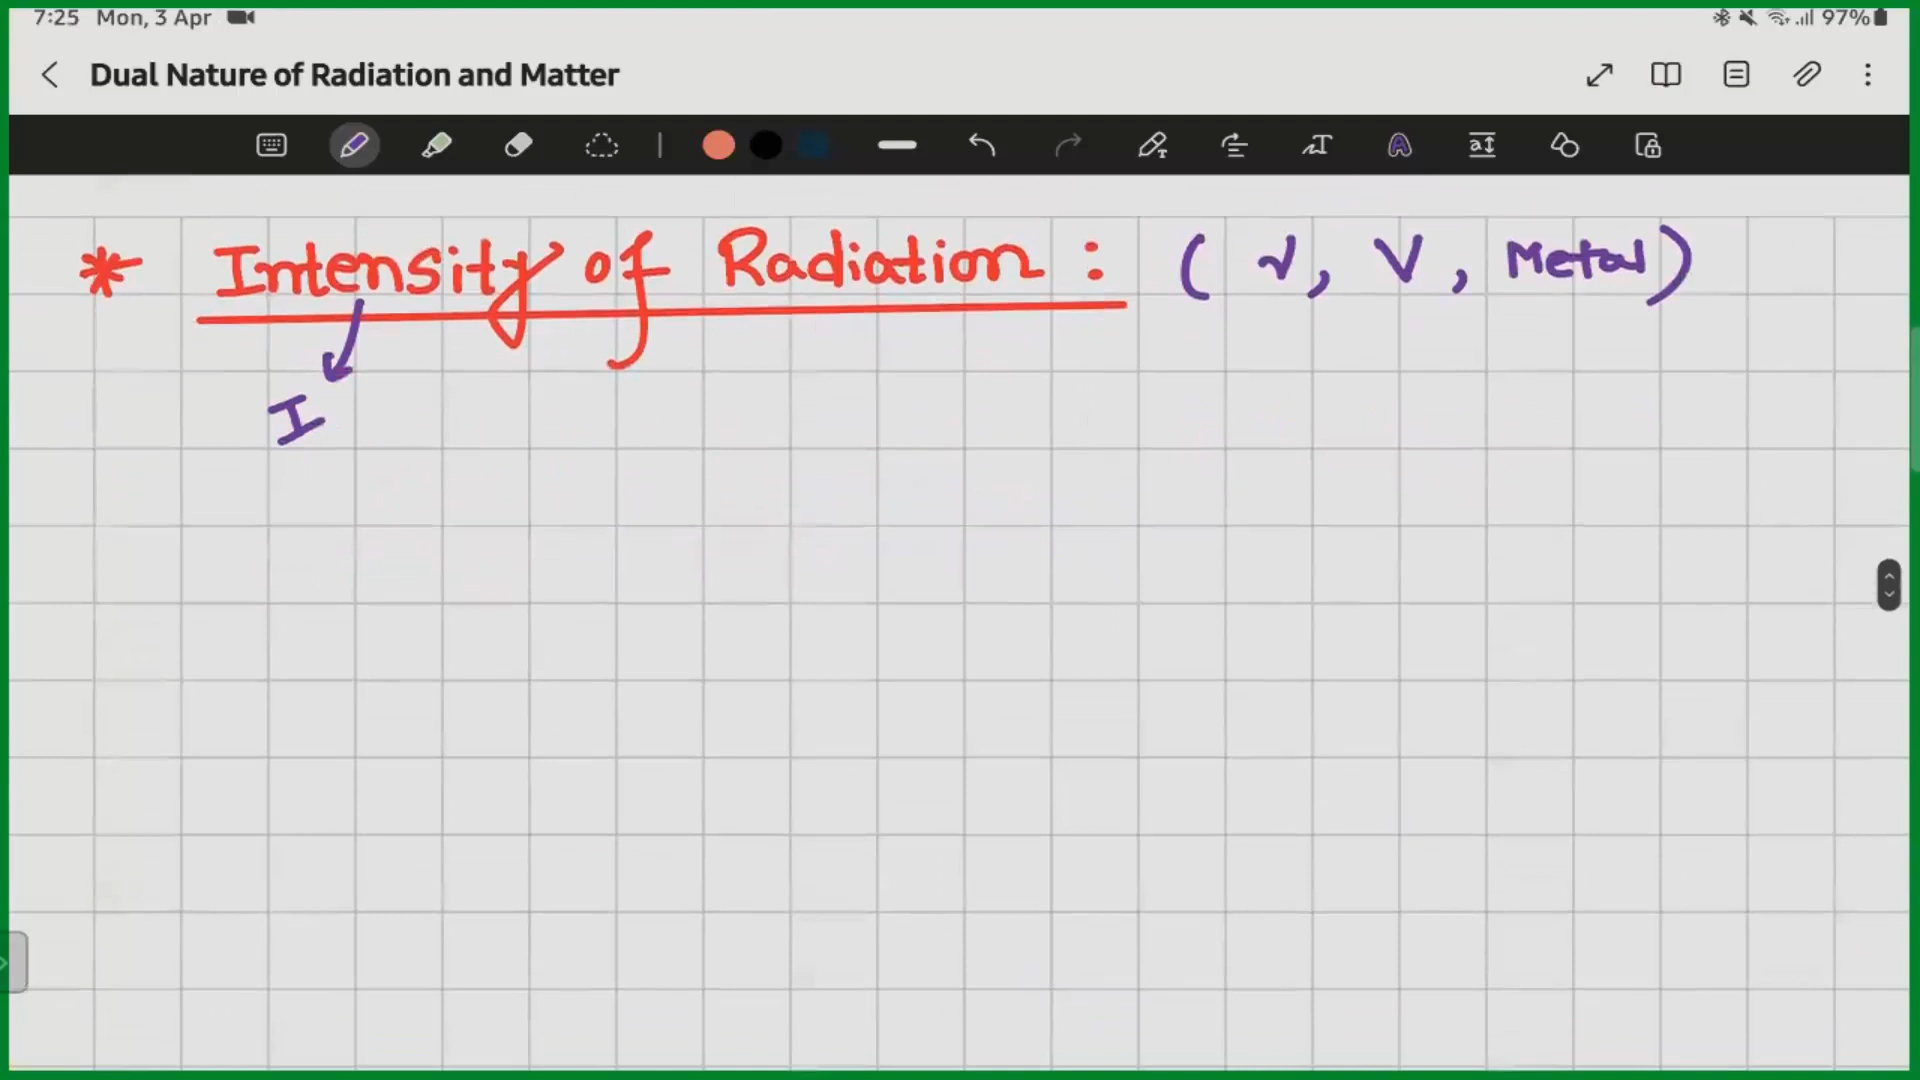 7:25 Mon, 3 Apr 97%
Dual Nature of Radiation and Matter
* Intensity of Radiation : ( ν, V, Metal)
I